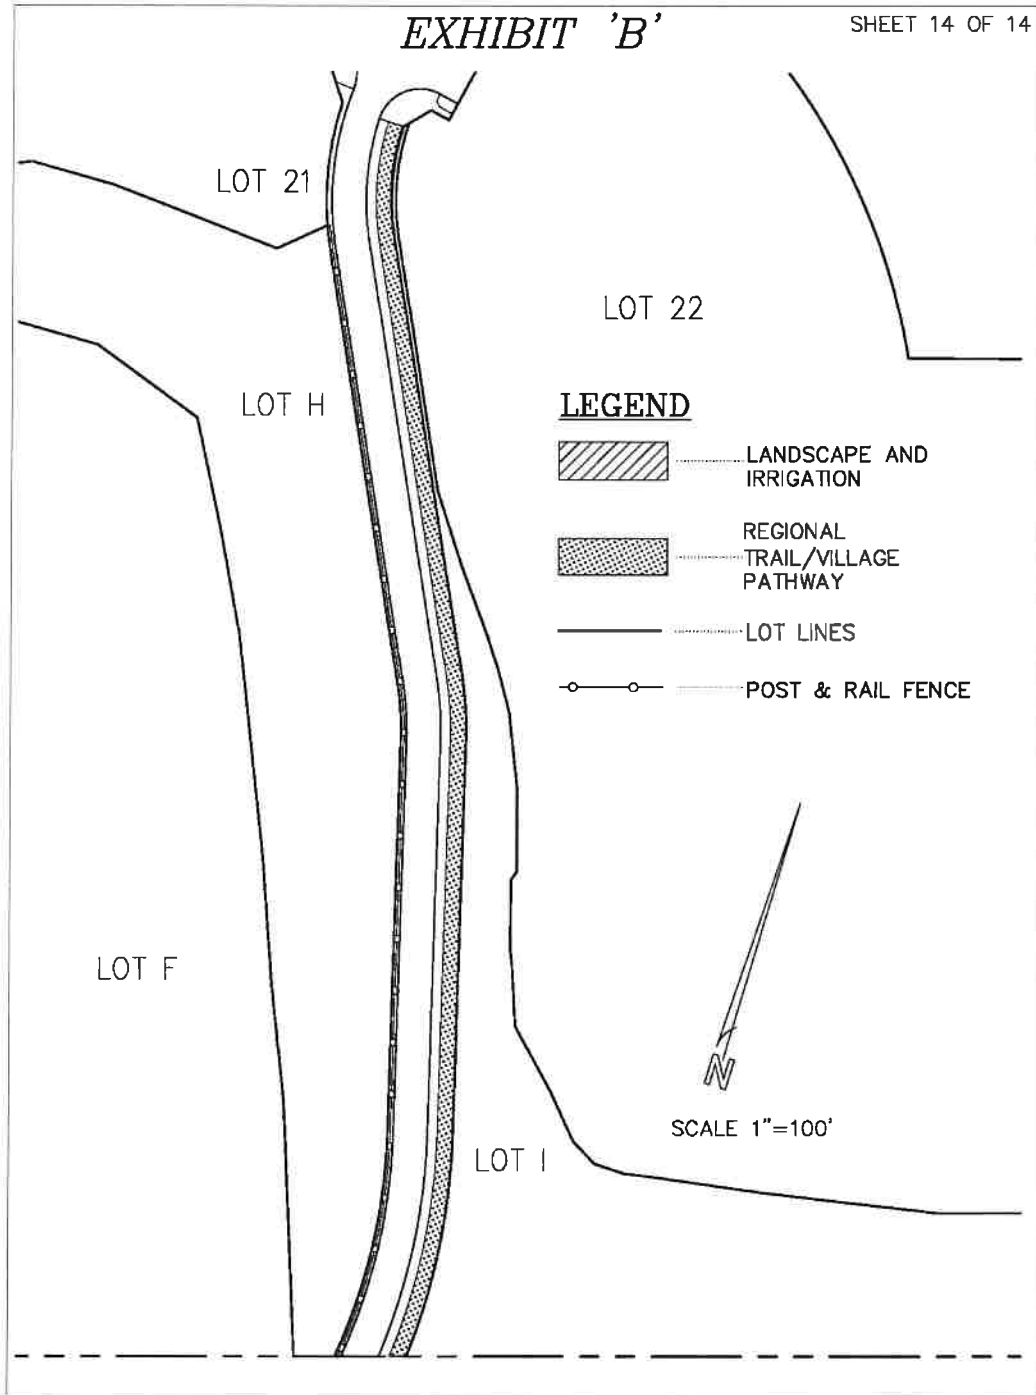 EXHIBIT 'B'
SHEET 14 OF 14
LOT 21
LOT 22
LOT H
LEGEND
LANDSCAPE AND
IRRIGATION
REGIONAL
TRAIL/VILLAGE
PATHWAY
LOT LINES
POST & RAIL FENCE
LOT F
N
SCALE 1"=100'
LOT I